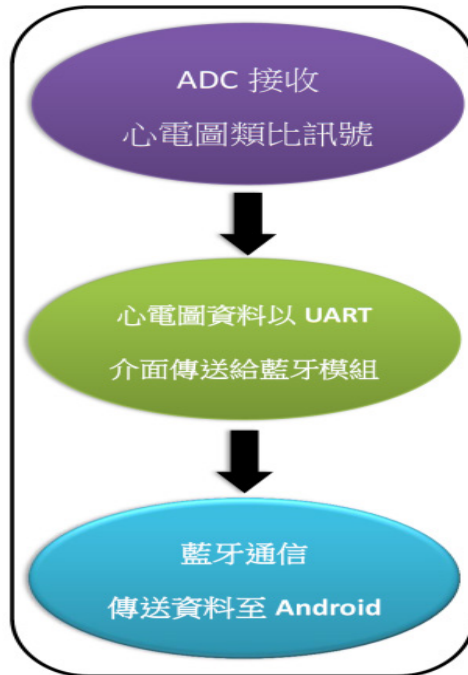 ADC 接收
心電圖類比訊號
心電圖資料以 UART
介面傳送給藍牙模組
藍牙通信
傳送資料至 Android